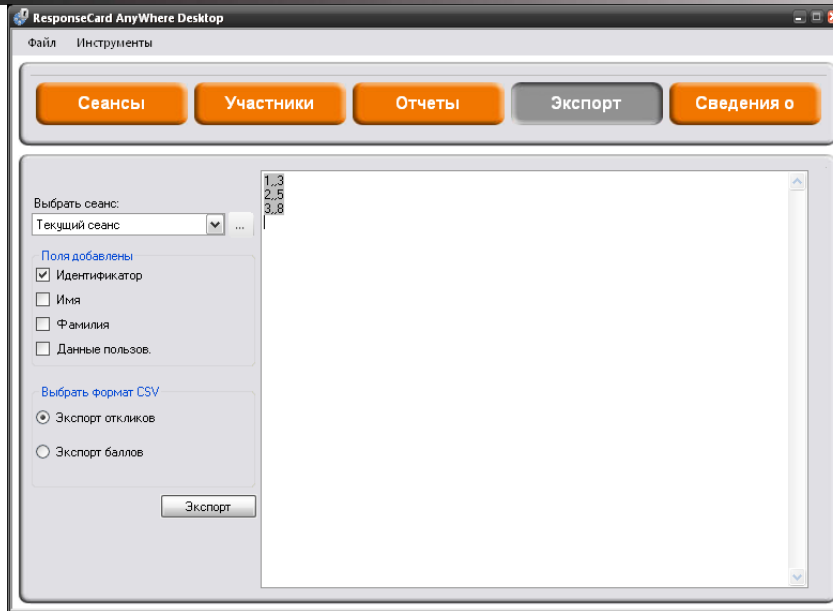 ResponseCard AnyWhere Desktop
Файл Инструменты
Сеансы Участники Отчеты Экспорт Сведения о
Выбрать сеанс:
Текущий сеанс ...
Поля добавлены
Идентификатор
Имя
Фамилия
Данные пользов.
Выбрать формат CSV
Экспорт откликов
Экспорт баллов
Экспорт
1,,3
2,,5
3,,8